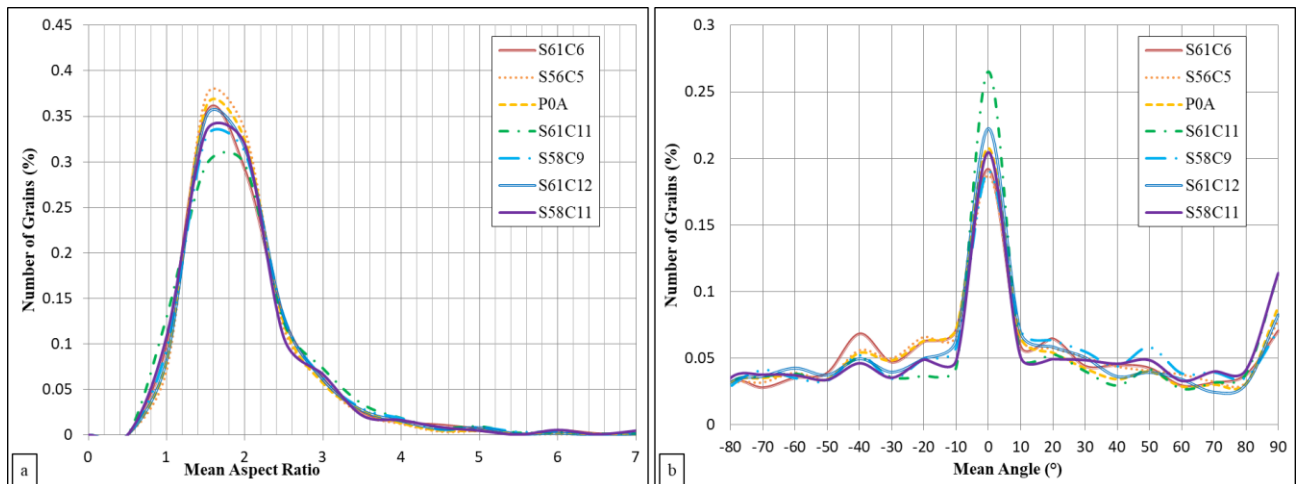 0.45
0.4
0.35
0.3
0.25
0.2
0.15
0.1
0.05
0
Number of Grains (%)
0 1 2 3 4 5 6 7
Mean Aspect Ratio
S61C6
S56C5
P0A
S61C11
S58C9
S61C12
S58C11
a
0.3
0.25
0.2
0.15
0.1
0.05
0
Number of Grains (%)
-80 -70 -60 -50 -40 -30 -20 -10 0 10 20 30 40 50 60 70 80 90
Mean Angle (°)
S61C6
S56C5
P0A
S61C11
S58C9
S61C12
S58C11
b